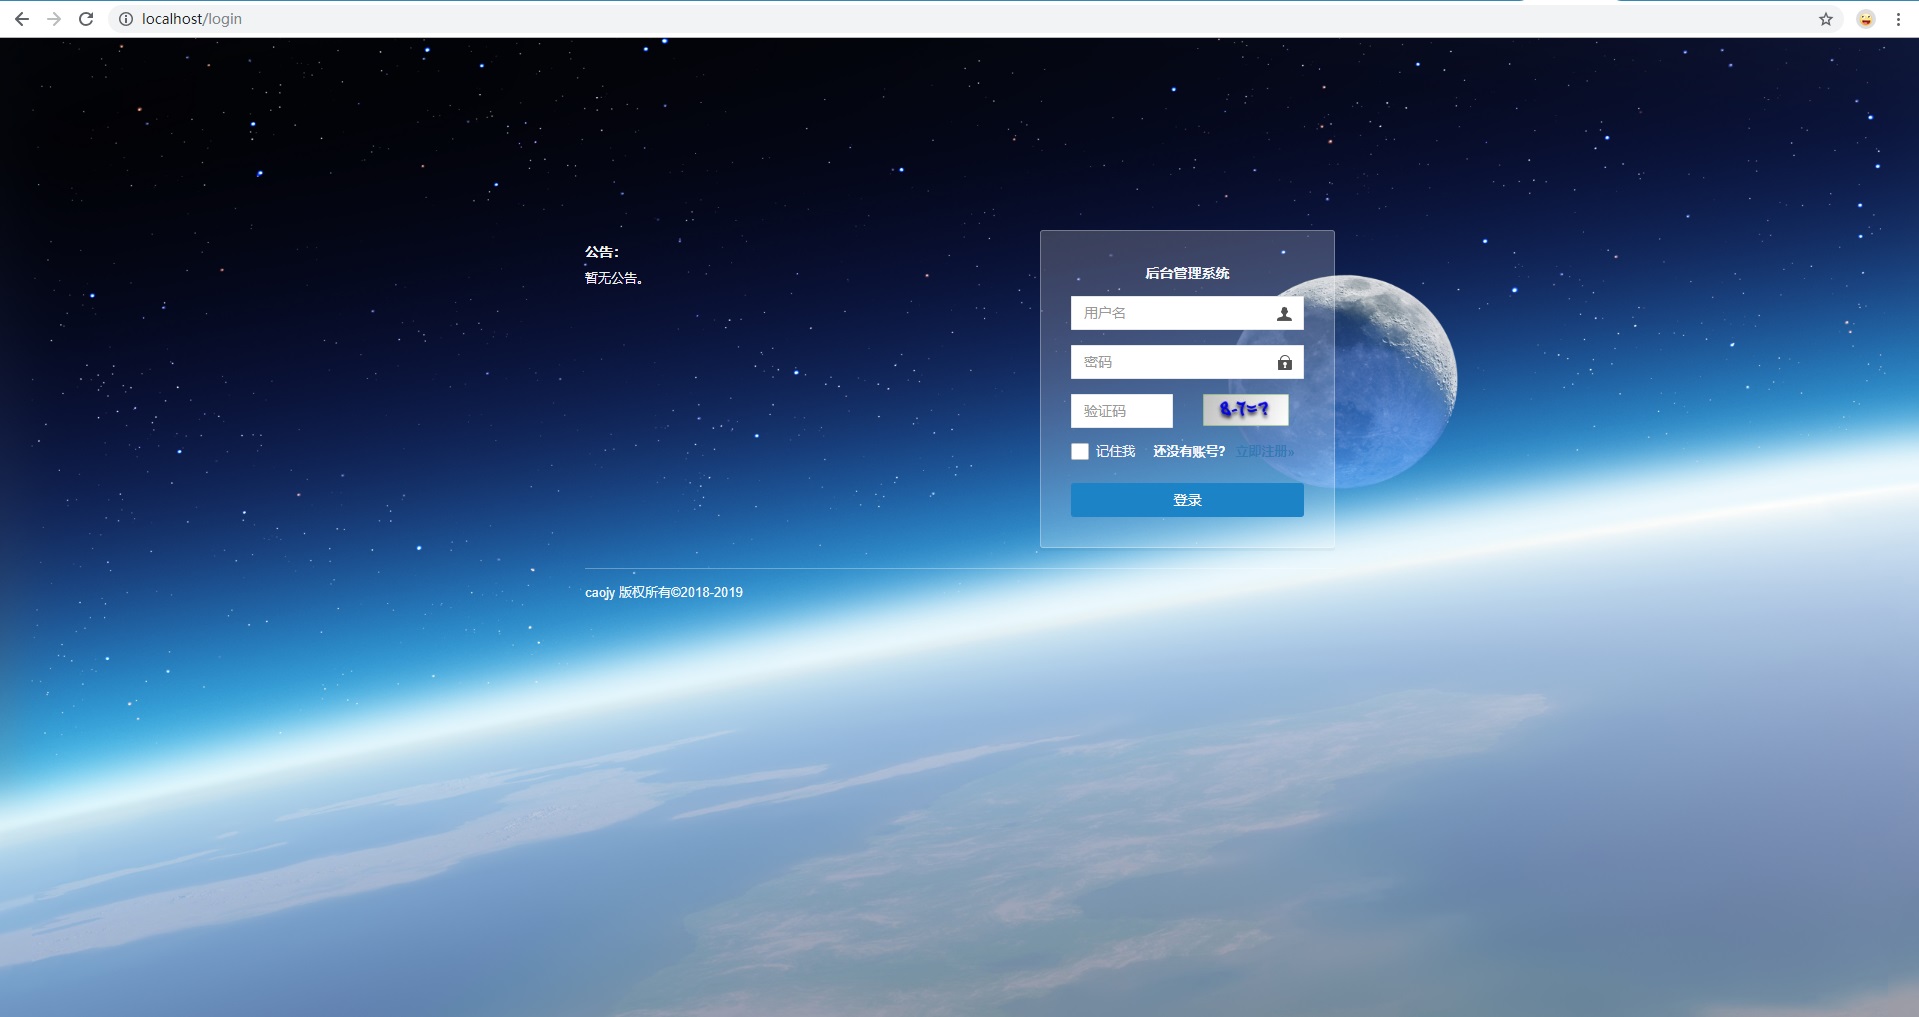 localhost/login
公告：
暂无公告。
后台管理系统
用户名
密码
验证码
8-7=?
记住我 还没有账号? 立即注册»
登录
caojy 版权所有©2018-2019